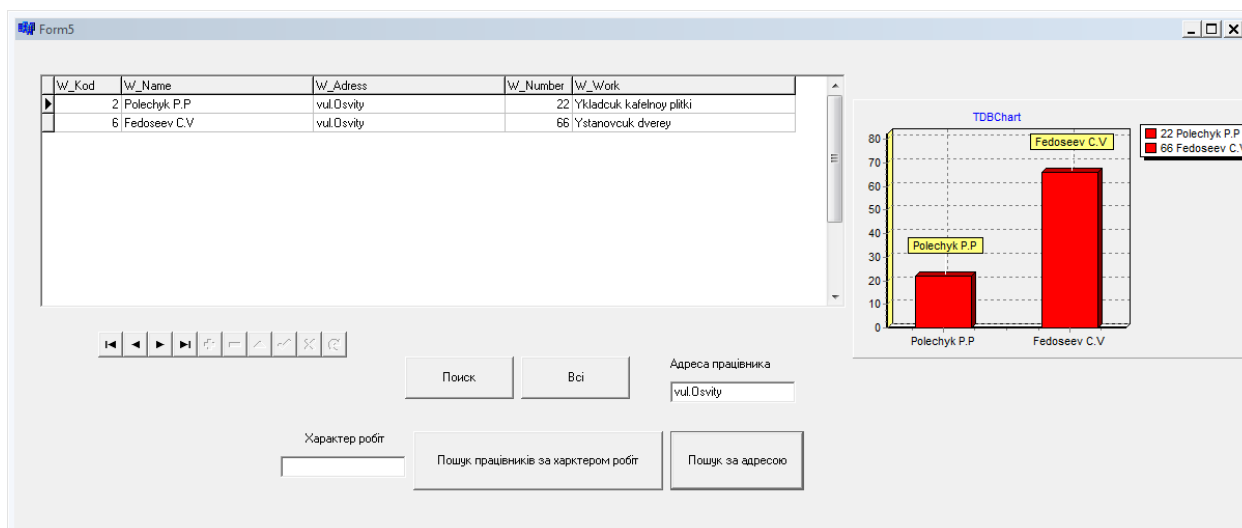 Form5
W_Kod W_Name W_Adress W_Number W_Work
2 Polechyk P.P vul.Osvity 22 Ykladcuk kafelnoy plitki
6 Fedoseev C.V vul.Osvity 66 Ystanovcuk dverey
TDBChart
80
70
60
50
40
30
20
10
0
Fedoseev C.V
Polechyk P.P
Polechyk P.P Fedoseev C.V
22 Polechyk P.P
66 Fedoseev C.V
Поиск
Всі
Адреса працівника
vul.Osvity
Характер робіт
Пошук працівників за харктером робіт
Пошук за адресою